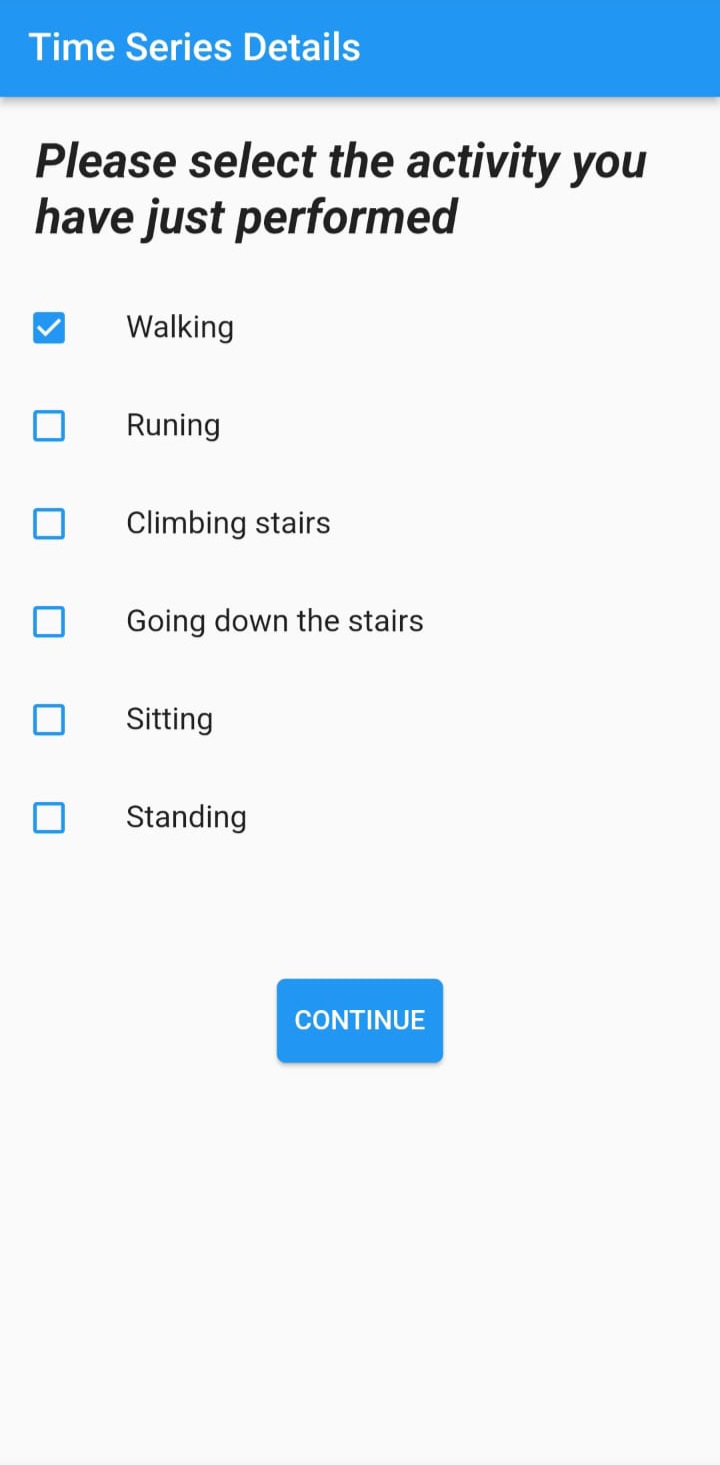 Time Series Details
Please select the activity you
have just performed
Walking
Runing
Climbing stairs
Going down the stairs
Sitting
Standing
CONTINUE